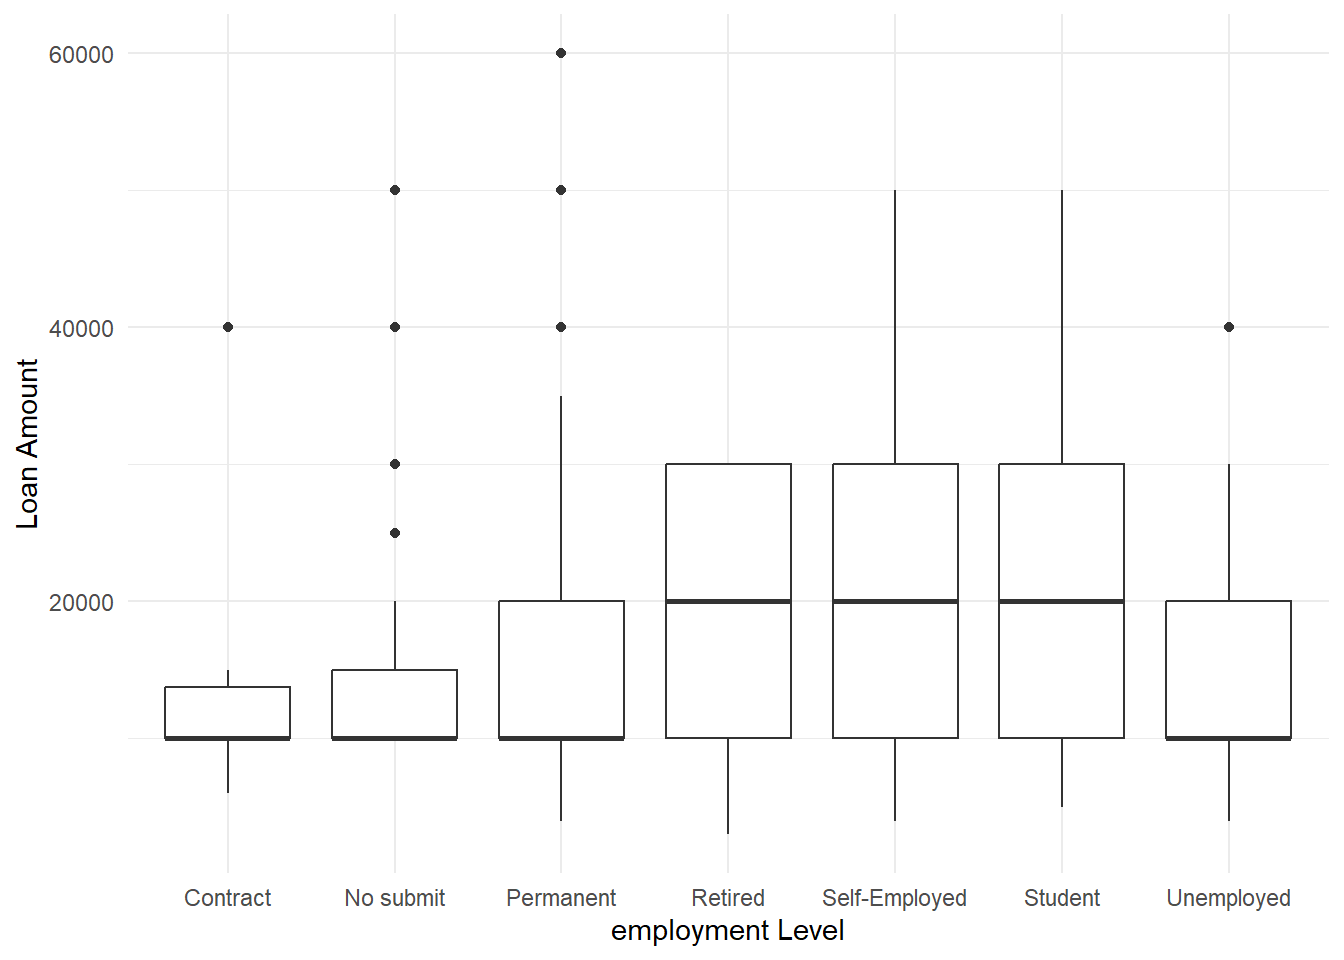 60000
40000
20000
Loan Amount
Contract No submit Permanent Retired Self-Employed Student Unemployed
employment Level